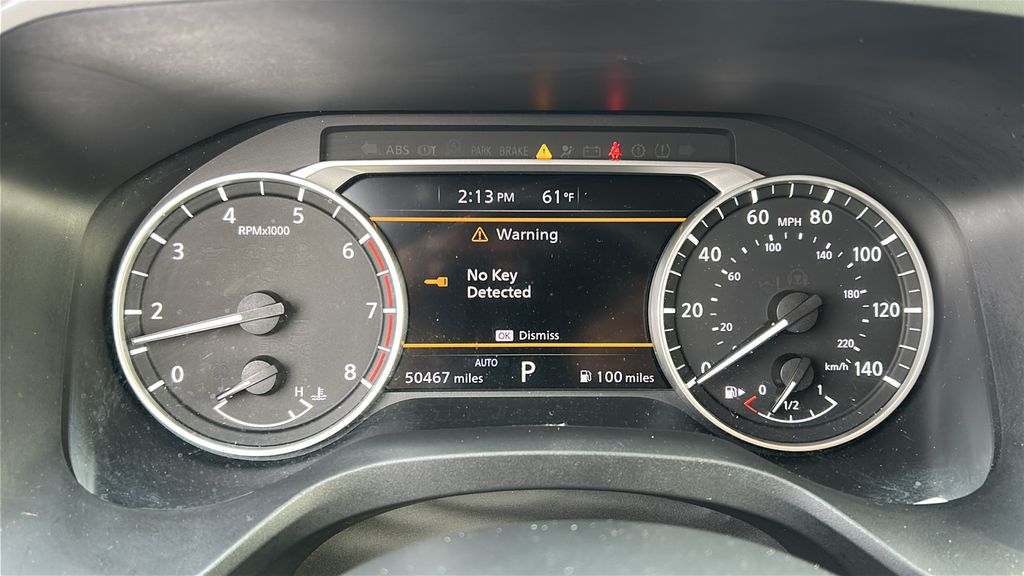 ABS
PARK BRAKE
2:13 PM 61°F
Warning
No Key
Detected
OK Dismiss
AUTO
50467 miles P 100 miles
4 5
RPMx1000
3 6
2 7
0 8
H
60 MPH 80
40 100
20 120
0 140
100 140
60 180
20 220
km/h
0 1
1/2